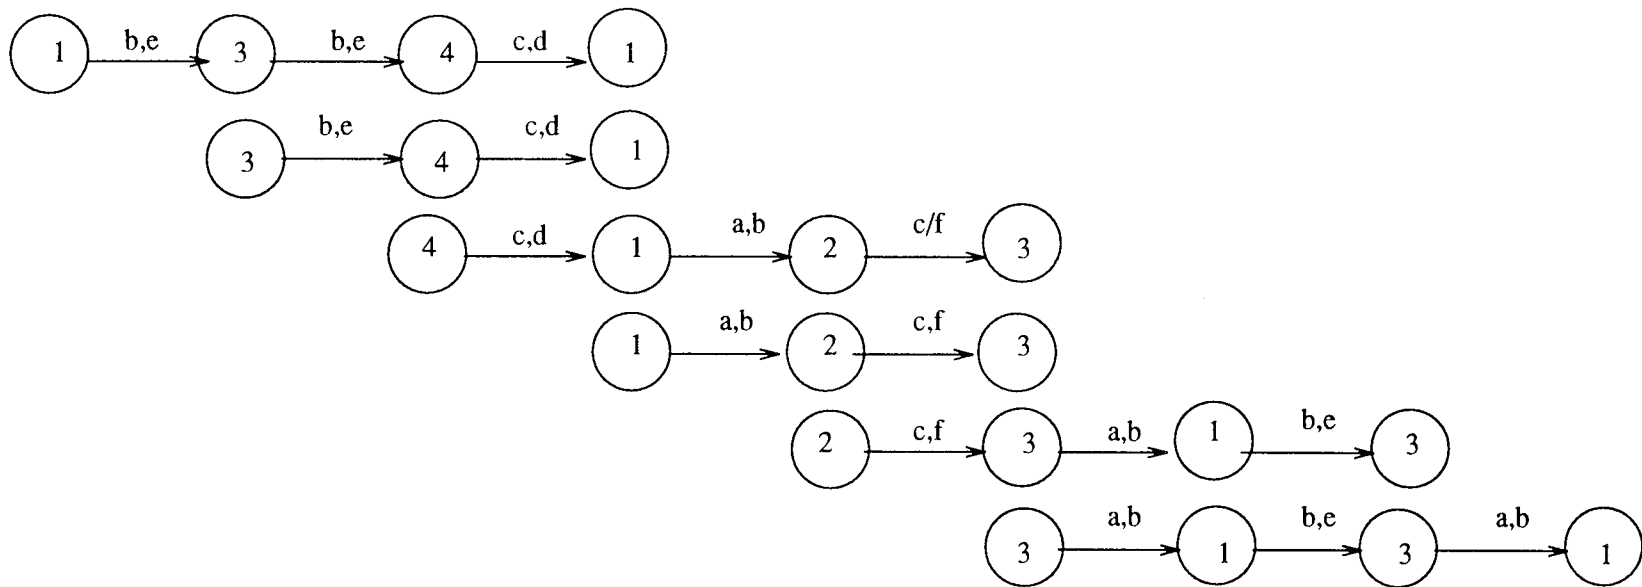 1 b,e 3 b,e 4 c,d 1
3 b,e 4 c,d 1
4 c,d 1 a,b 2 c/f 3
1 a,b 2 c,f 3
2 c,f 3 a,b 1 b,e 3
3 a,b 1 b,e 3 a,b 1